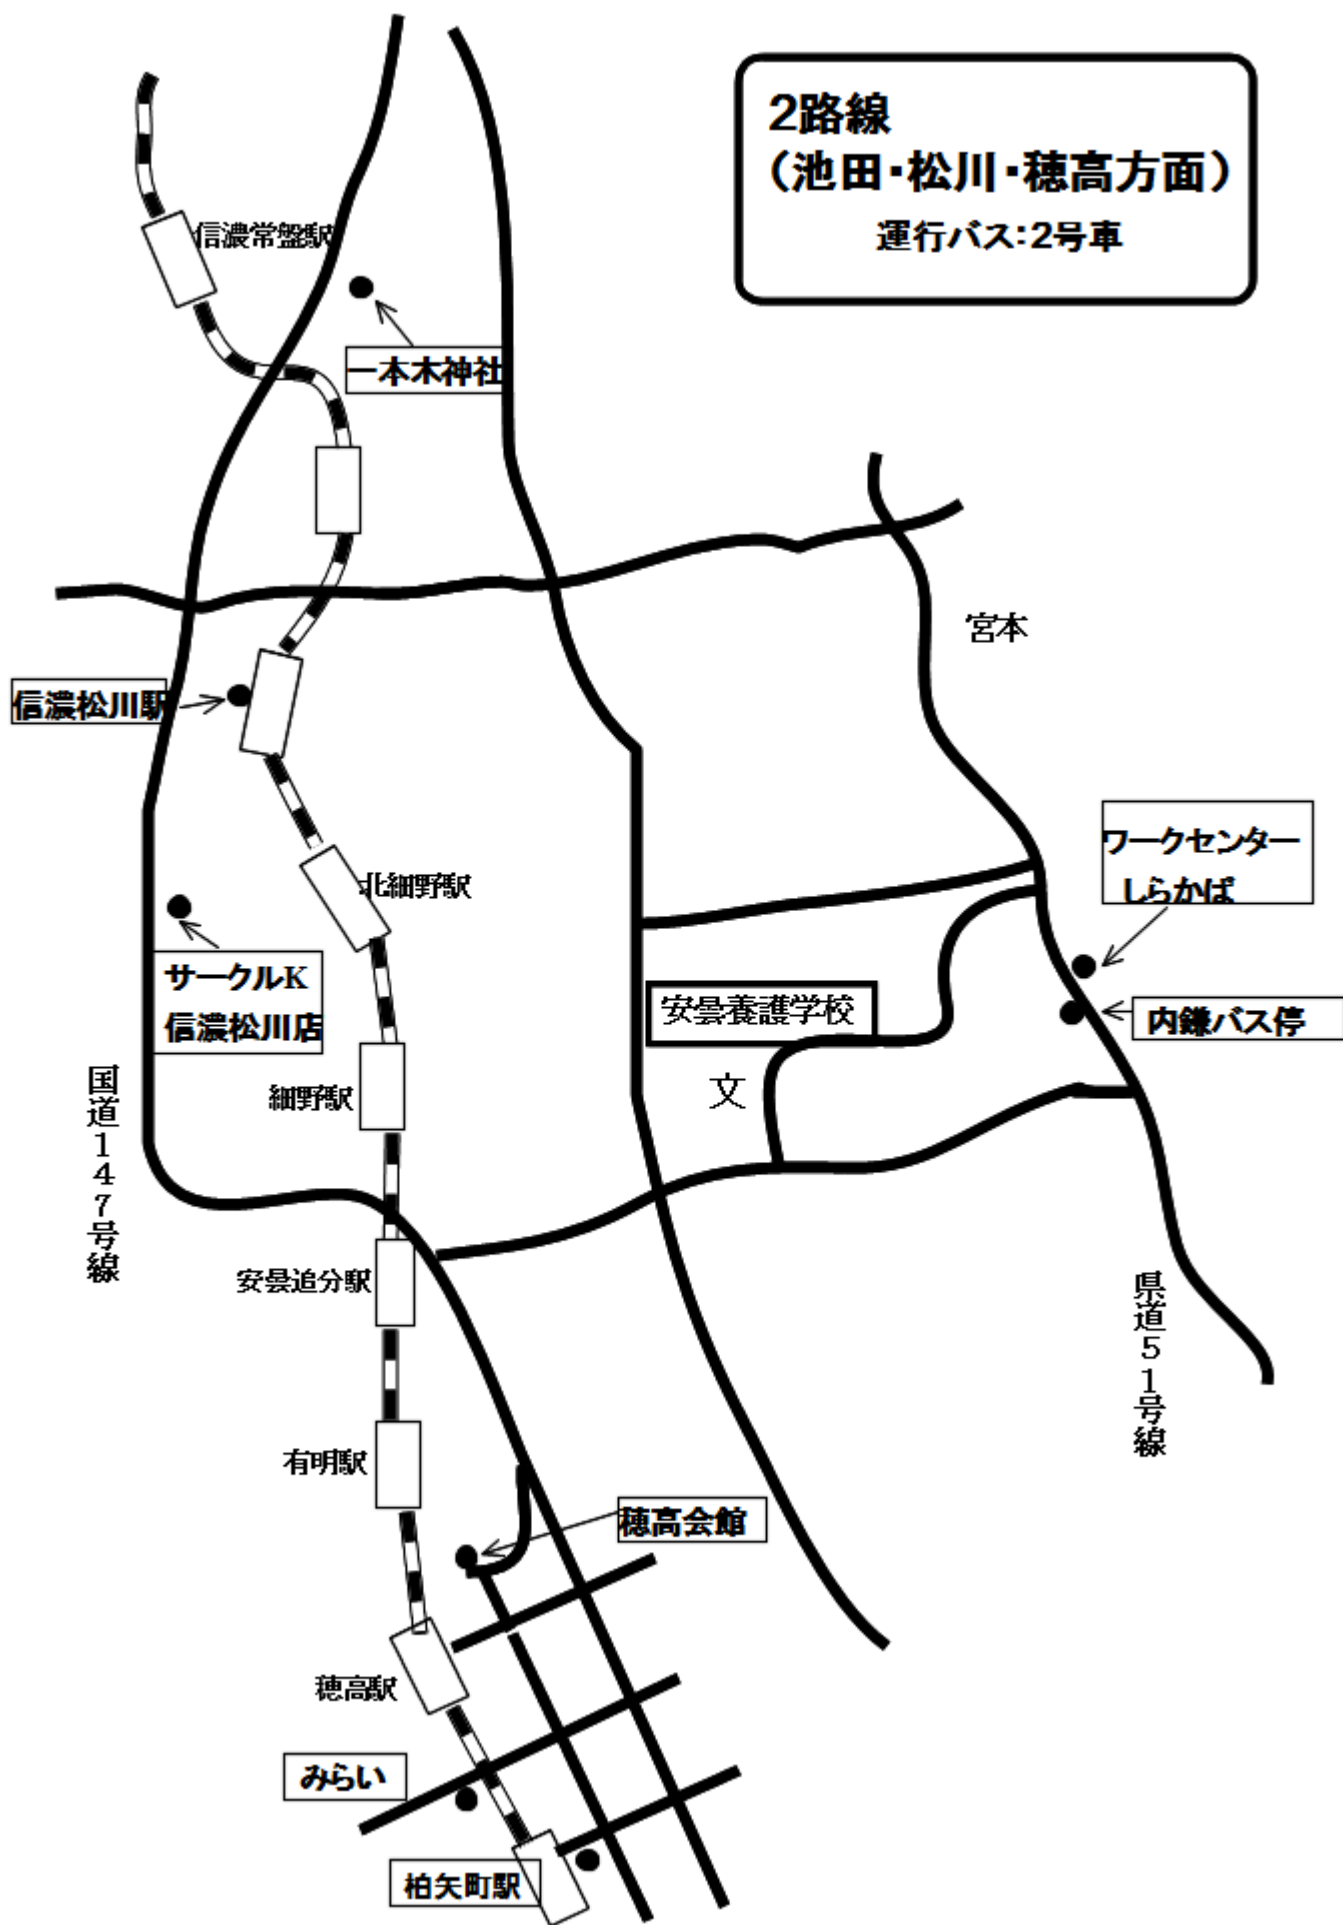 2路線
（池田・松川・穂高方面）
運行バス：2号車
信濃常盤駅
一本木神社
宮本
信濃松川駅
ワークセンター
しらかば
北細野駅
サークルK
信濃松川店
安曇養護学校
内鎌バス停
文
細野駅
国道147号線
安曇追分駅
県道51号線
有明駅
穂高会館
穂高駅
みらい
柏矢町駅